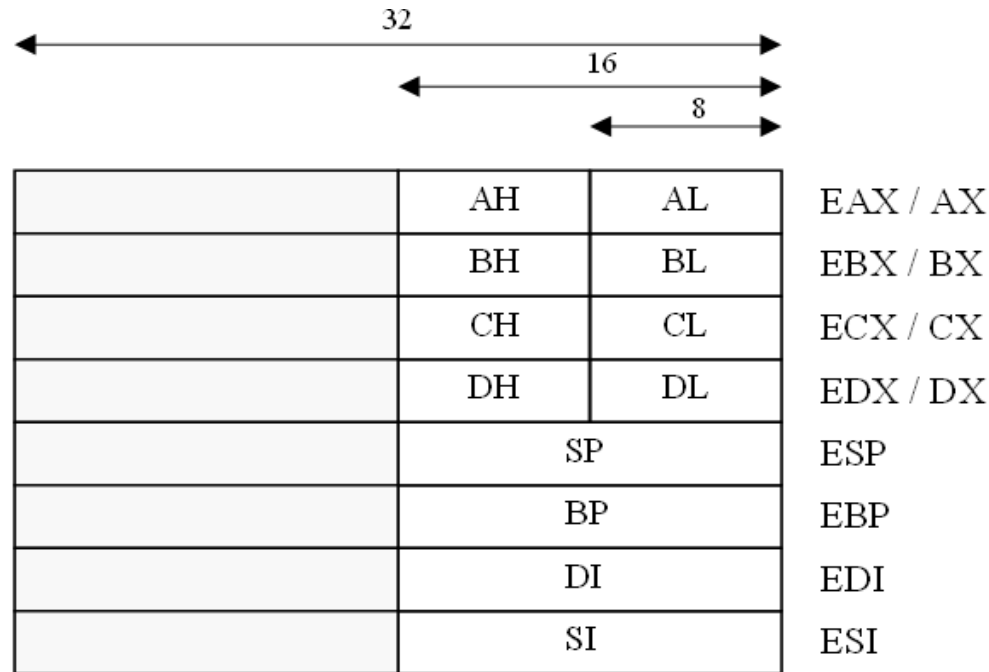 32
16
8
AH AL EAX / AX
BH BL EBX / BX
CH CL ECX / CX
DH DL EDX / DX
SP ESP
BP EBP
DI EDI
SI ESI